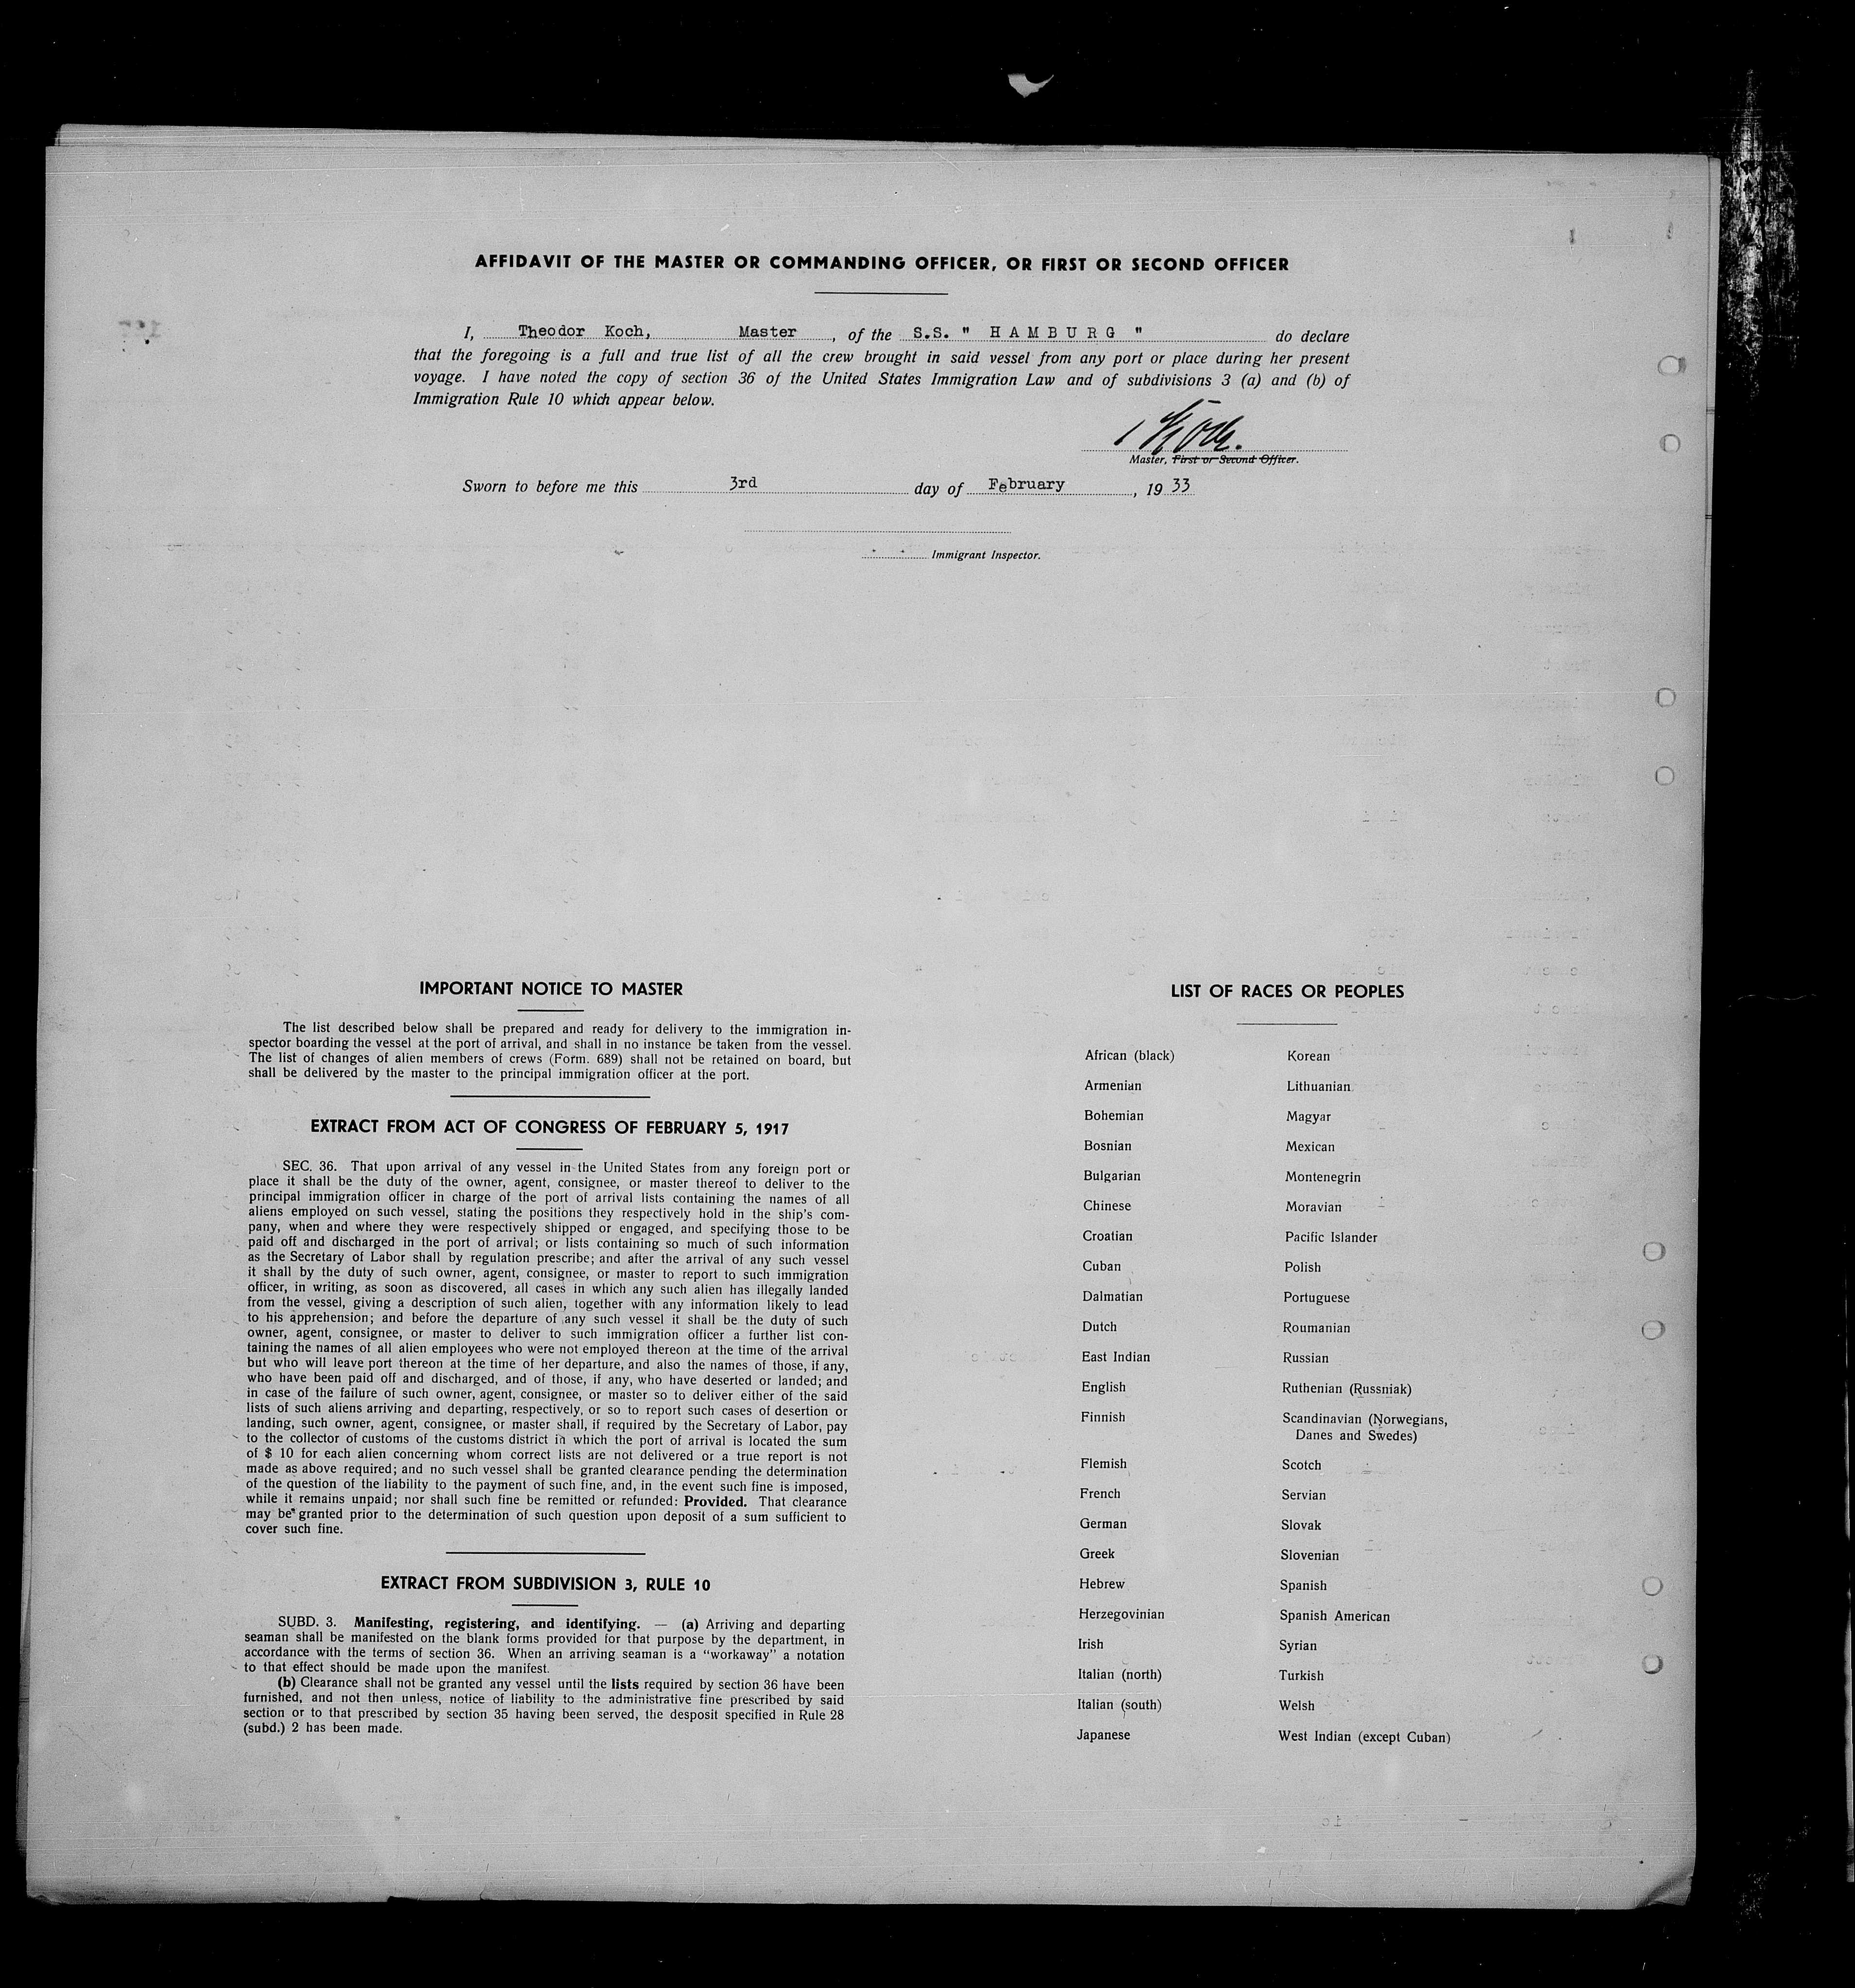 AFFIDAVIT OF THE MASTER OR COMMANDING OFFICER, OR FIRST OR SECOND OFFICER
I, Theodor Koch, Master, of the S.S. " H A M B U R G " do declare
that the foregoing is a full and true list of all the crew brought in said vessel from any port or place during her present
voyage. I have noted the copy of section 36 of the United States Immigration Law and of subdivisions 3 (a) and (b) of
Immigration Rule 10 which appear below.
Koch.
Master, First or Second Officer.
Sworn to before me this 3rd day of February, 19 33
Immigrant Inspector.
IMPORTANT NOTICE TO MASTER
The list described below shall be prepared and ready for delivery to the immigration in-
spector boarding the vessel at the port of arrival, and shall in no instance be taken from the vessel.
The list of changes of alien members of crews (Form. 689) shall not be retained on board, but
shall be delivered by the master to the principal immigration officer at the port.
EXTRACT FROM ACT OF CONGRESS OF FEBRUARY 5, 1917
SEC. 36. That upon arrival of any vessel in the United States from any foreign port or
place it shall be the duty of the owner, agent, consignee, or master thereof to deliver to the
principal immigration officer in charge of the port of arrival lists containing the names of all
aliens employed on such vessel, stating the positions they respectively hold in the ship's com-
pany, when and where they were respectively shipped or engaged, and specifying those to be
paid off and discharged in the port of arrival; or lists containing so much of such information
as the Secretary of Labor shall by regulation prescribe; and after the arrival of any such vessel
it shall by the duty of such owner, agent, consignee, or master to report to such immigration
officer, in writing, as soon as discovered, all cases in which any such alien has illegally landed
from the vessel, giving a description of such alien, together with any information likely to lead
to his apprehension; and before the departure of any such vessel it shall be the duty of such
owner, agent, consignee, or master to deliver to such immigration officer a further list con-
taining the names of all alien employees who were not employed thereon at the time of the arrival
but who will leave port thereon at the time of her departure, and also the names of those, if any,
who have been paid off and discharged, and of those, if any, who have deserted or landed; and
in case of the failure of such owner, agent, consignee, or master so to deliver either of the said
lists of such aliens arriving and departing, respectively, or so to report such cases of desertion or
landing, such owner, agent, consignee, or master shall, if required by the Secretary of Labor, pay
to the collector of customs of the customs district in which the port of arrival is located the sum
of $ 10 for each alien concerning whom correct lists are not delivered or a true report is not
made as above required; and no such vessel shall be granted clearance pending the determination
of the question of the liability to the payment of such fine, and, in the event such fine is imposed,
while it remains unpaid; nor shall such fine be remitted or refunded: Provided. That clearance
may be granted prior to the determination of such question upon deposit of a sum sufficient to
cover such fine.
EXTRACT FROM SUBDIVISION 3, RULE 10
SUBD. 3. Manifesting, registering, and identifying. — (a) Arriving and departing
seaman shall be manifested on the blank forms provided for that purpose by the department, in
accordance with the terms of section 36. When an arriving seaman is a "workaway" a notation
to that effect should be made upon the manifest.
(b) Clearance shall not be granted any vessel until the lists required by section 36 have been
furnished, and not then unless, notice of liability to the administrative fine prescribed by said
section or to that prescribed by section 35 having been served, the desposit specified in Rule 28
(subd.) 2 has been made.
LIST OF RACES OR PEOPLES
African (black)
Armenian
Bohemian
Bosnian
Bulgarian
Chinese
Croatian
Cuban
Dalmatian
Dutch
East Indian
English
Finnish
Flemish
French
German
Greek
Hebrew
Herzegovinian
Irish
Italian (north)
Italian (south)
Japanese
Korean
Lithuanian
Magyar
Mexican
Montenegrin
Moravian
Pacific Islander
Polish
Portuguese
Roumanian
Russian
Ruthenian (Russniak)
Scandinavian (Norwegians,
Danes and Swedes)
Scotch
Servian
Slovak
Slovenian
Spanish
Spanish American
Syrian
Turkish
Welsh
West Indian (except Cuban)